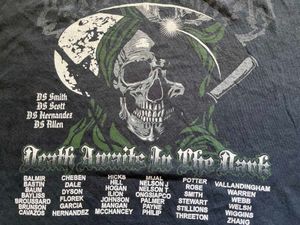 DS Smith
DS Scott
DS Hernander
DS Allen
Death Awaits In The Dark
BALMIR CHEBEN HICKS MIJAL POTTER VALLANDINGHAM
BASTIN DALE HILL NELSON J ROSE WARREN
BAUM DYSON HOGAN NELSON T SMITH WEBB
BAYLISS FLOREK ILION ONGSIAPCO STEWART WELSH
BROUSSARD GARCIA JOHNSON PALMER STILLIONS WIGGINS
BRUNSON HERNANDEZ MANGAN PAYNE THREETON ZHANG
CAVAZOS MCCHANCEY PHILIP